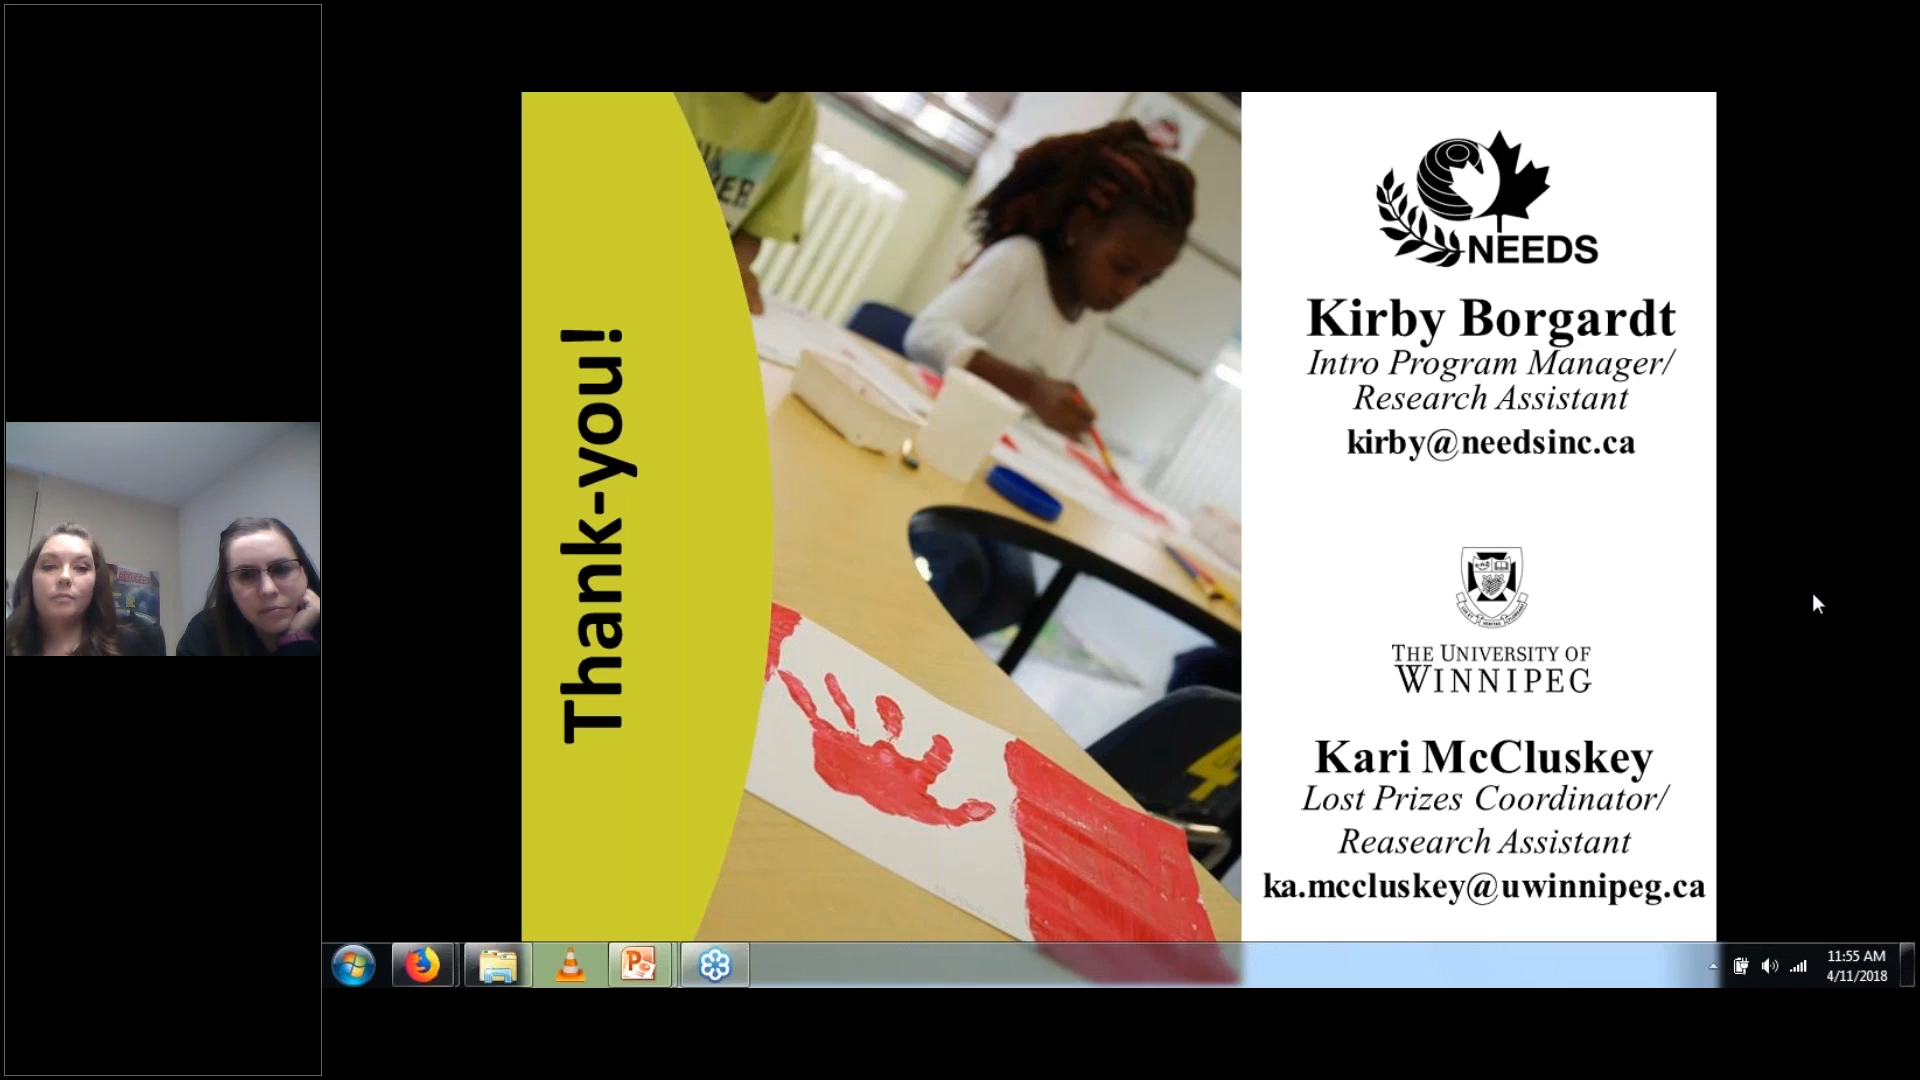 Thank-you!
NEEDS
Kirby Borgardt
Intro Program Manager/
Research Assistant
kirby@needsinc.ca
THE UNIVERSITY OF
WINNIPEG
Kari McCluskey
Lost Prizes Coordinator/
Reasearch Assistant
ka.mccluskey@uwinnipeg.ca
11:55 AM
4/11/2018